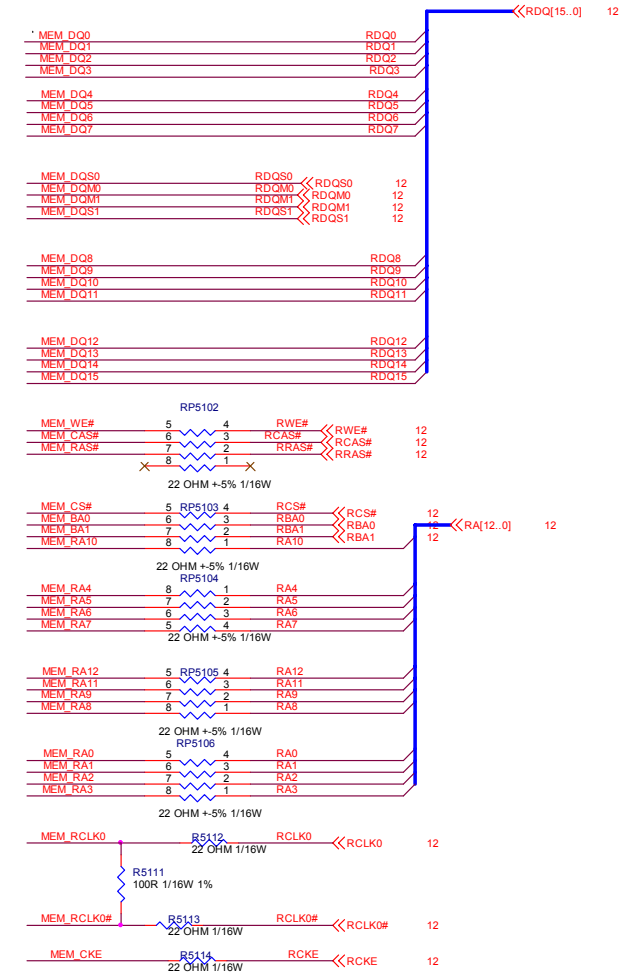 RDQ[15..0] 12
MEM_DQ0 RDQ0
MEM_DQ1 RDQ1
MEM_DQ2 RDQ2
MEM_DQ3 RDQ3
MEM_DQ4 RDQ4
MEM_DQ5 RDQ5
MEM_DQ6 RDQ6
MEM_DQ7 RDQ7
MEM_DQS0 RDQS0 RDQS0 12
MEM_DQM0 RDQM0 RDQM0 12
MEM_DQM1 RDQM1 RDQM1 12
MEM_DQS1 RDQS1 RDQS1 12
MEM_DQ8 RDQ8
MEM_DQ9 RDQ9
MEM_DQ10 RDQ10
MEM_DQ11 RDQ11
MEM_DQ12 RDQ12
MEM_DQ13 RDQ13
MEM_DQ14 RDQ14
MEM_DQ15 RDQ15
RP5102
MEM_WE# 5 4 RWE# RWE# 12
MEM_CAS# 6 3 RCAS# RCAS# 12
MEM_RAS# 7 2 RRAS# RRAS# 12
8 1
22 OHM +-5% 1/16W
MEM_CS# 5 RP5103 4 RCS# RCS# 12
MEM_BA0 6 3 RBA0 RBA0 12 RA[12..0] 12
MEM_BA1 7 2 RBA1 RBA1 12
MEM_RA10 8 1 RA10
22 OHM +-5% 1/16W
RP5104
MEM_RA4 8 1 RA4
MEM_RA5 7 2 RA5
MEM_RA6 6 3 RA6
MEM_RA7 5 4 RA7
22 OHM +-5% 1/16W
MEM_RA12 5 RP5105 4 RA12
MEM_RA11 6 3 RA11
MEM_RA9 7 2 RA9
MEM_RA8 8 1 RA8
22 OHM +-5% 1/16W
RP5106
MEM_RA0 5 4 RA0
MEM_RA1 6 3 RA1
MEM_RA2 7 2 RA2
MEM_RA3 8 1 RA3
22 OHM +-5% 1/16W
MEM_RCLK0 R5112 RCLK0 RCLK0 12
22 OHM 1/16W
R5111
100R 1/16W 1%
MEM_RCLK0# R5113 RCLK0# RCLK0# 12
22 OHM 1/16W
MEM_CKE R5114 RCKE RCKE 12
22 OHM 1/16W